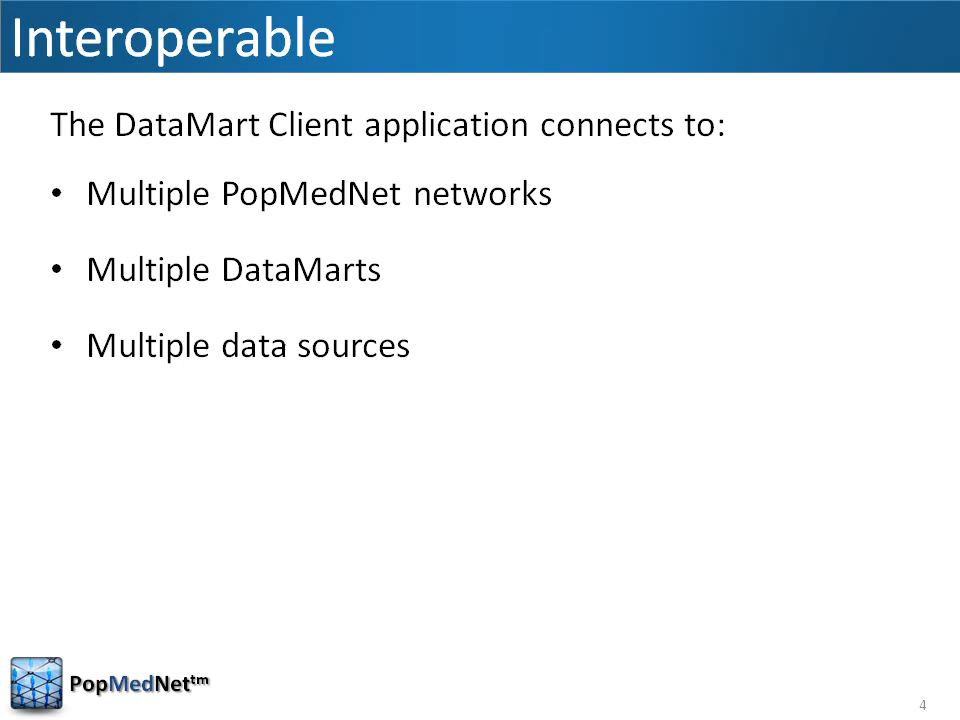 Interoperable
The DataMart Client application connects to:
• Multiple PopMedNet networks
• Multiple DataMarts
• Multiple data sources
PopMedNet™
4